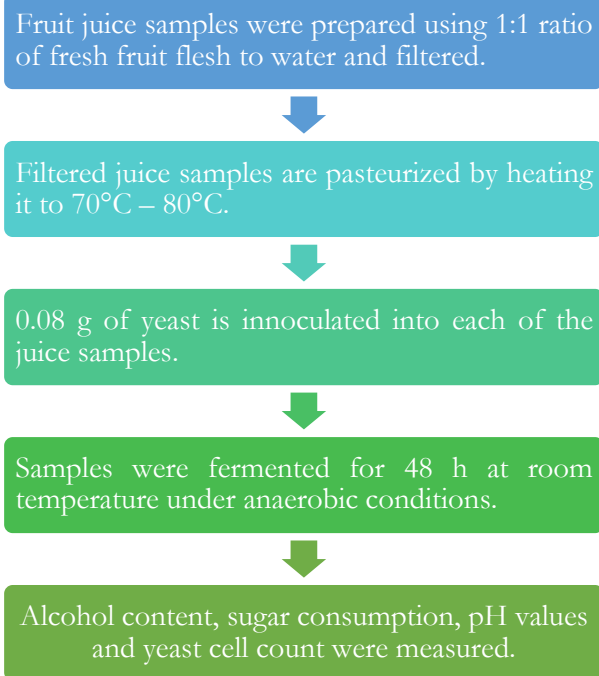 Fruit juice samples were prepared using 1:1 ratio
of fresh fruit flesh to water and filtered.
Filtered juice samples are pasteurized by heating
it to 70°C – 80°C.
0.08 g of yeast is innoculated into each of the
juice samples.
Samples were fermented for 48 h at room
temperature under anaerobic conditions.
Alcohol content, sugar consumption, pH values
and yeast cell count were measured.